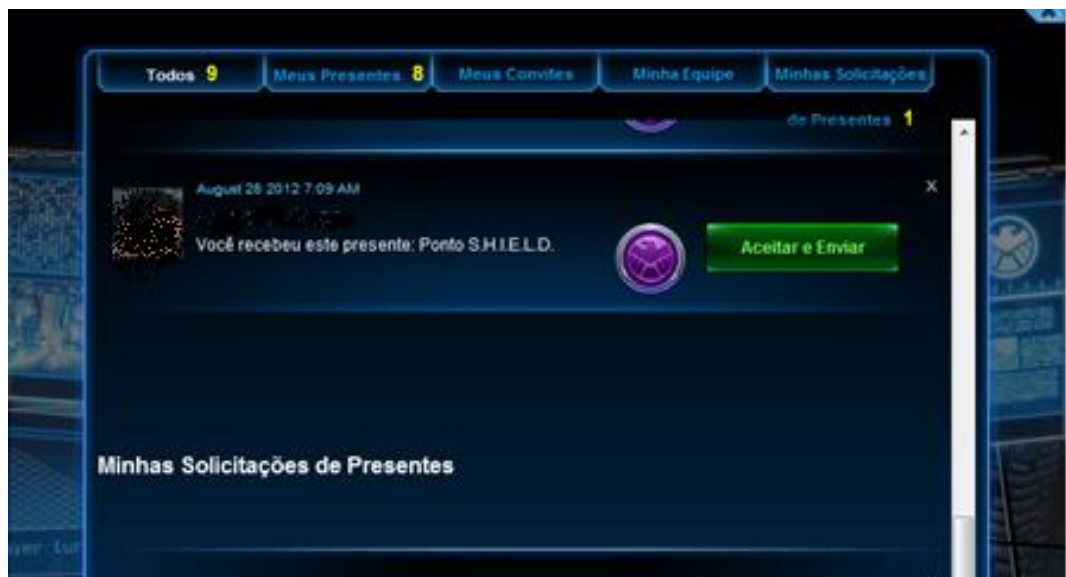 Todos 9
Meus Presentes 8
Meus Convites
Minha Equipe
Minhas Solicitações
de Presentes 1
August 28 2012 7:09 AM
X
Você recebeu este presente: Ponto S.H.I.E.L.D.
Aceitar e Enviar
Minhas Solicitações de Presentes